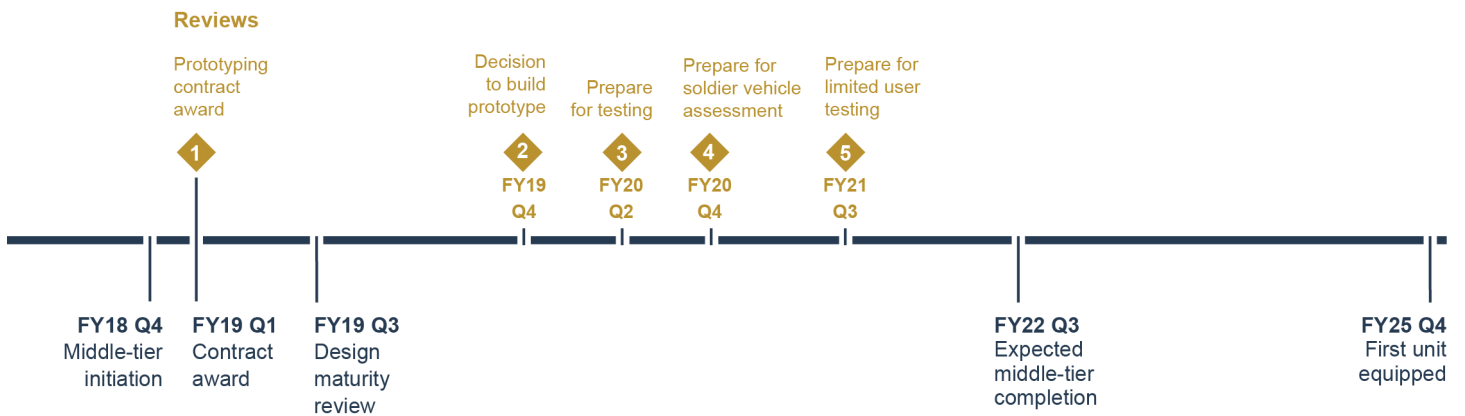 Reviews
Prototyping
contract
award
1
Decision
to build
prototype
2
FY19
Q4
Prepare
for testing
3
FY20
Q2
Prepare for
soldier vehicle
assessment
4
FY20
Q4
Prepare for
limited user
testing
5
FY21
Q3
FY18 Q4
Middle-tier
initiation
FY19 Q1
Contract
award
FY19 Q3
Design
maturity
review
FY22 Q3
Expected
middle-tier
completion
FY25 Q4
First unit
equipped